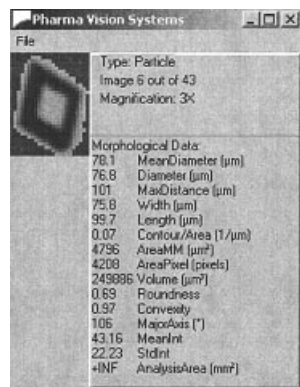 Pharma Vision Systems
File
Type: Particle
Image 6 out of 43
Magnification: 3X
Morphological Data:
78.1 MeanDiameter (µm)
76.8 Diameter (µm)
101 MaxDistance (µm)
75.8 Width (µm)
99.7 Length (µm)
0.07 Contour/Area (1/µm)
4796 AreaMM (µm²)
4208 AreaPixel (pixels)
249886 Volume (µm³)
0.69 Roundness
0.97 Convexity
106 MajorAxis (°)
43.16 MeanInt
22.23 StdInt
+INF AnalysisArea (mm²)